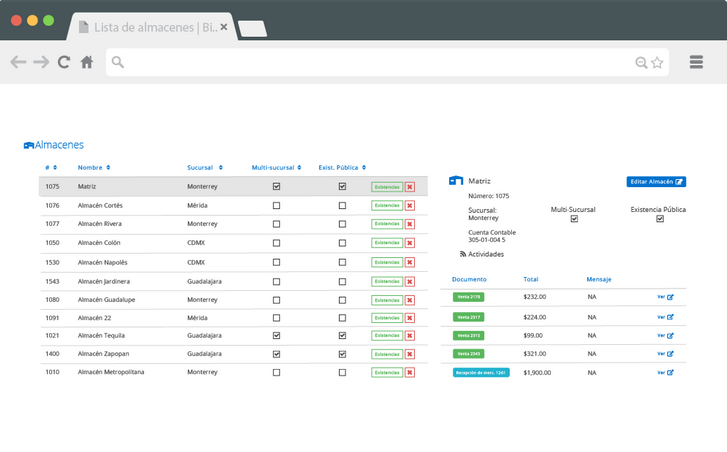 Lista de almacenes | Bi..
Almacenes
# Nombre Sucursal Multi-sucursal Exist. Pública
1075 Matriz Monterrey Existencias
1076 Almacén Cortés Mérida Existencias
1077 Almacén Rivera Monterrey Existencias
1050 Almacén Colón CDMX Existencias
1530 Almacén Napolés CDMX Existencias
1543 Almacén Jardinera Guadalajara Existencias
1080 Almacén Guadalupe Monterrey Existencias
1091 Almacén 22 Mérida Existencias
1021 Almacén Tequila Guadalajara Existencias
1400 Almacén Zapopan Guadalajara Existencias
1010 Almacén Metropolitana Monterrey Existencias
Matriz Editar Almacén
Número: 1075
Sucursal: Multi-Sucursal Existencia Pública
Monterrey
Cuenta Contable
305-01-004 5
Actividades
Documento Total Mensaje
Venta 2118 $232.00 NA Ver
Venta 2317 $224.00 NA Ver
Venta 2313 $99.00 NA Ver
Venta 2345 $321.00 NA Ver
Recepción de merc. 1241 $1,900.00 NA Ver